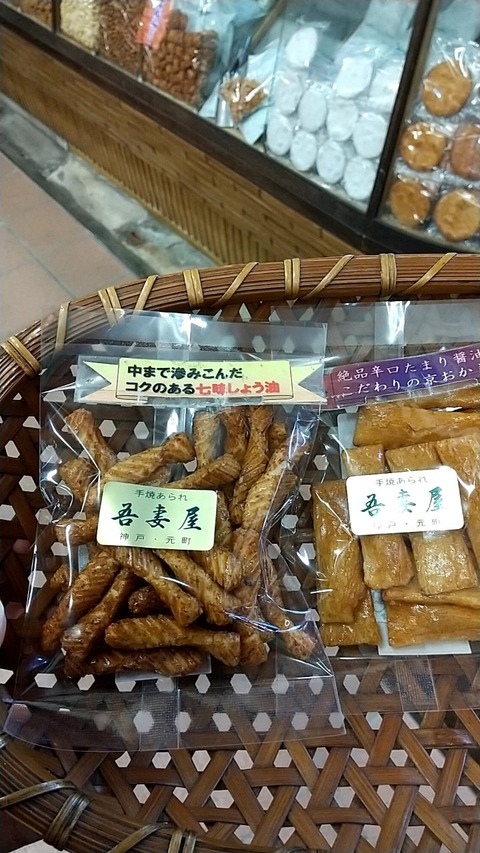 中まで滲みこんだ
コクのある七味しょう油
手焼あられ
吾妻屋
神戸・元町
絶品辛口たまり醤油
こだわりの京おか
手焼あられ
吾妻屋
神戸・元町